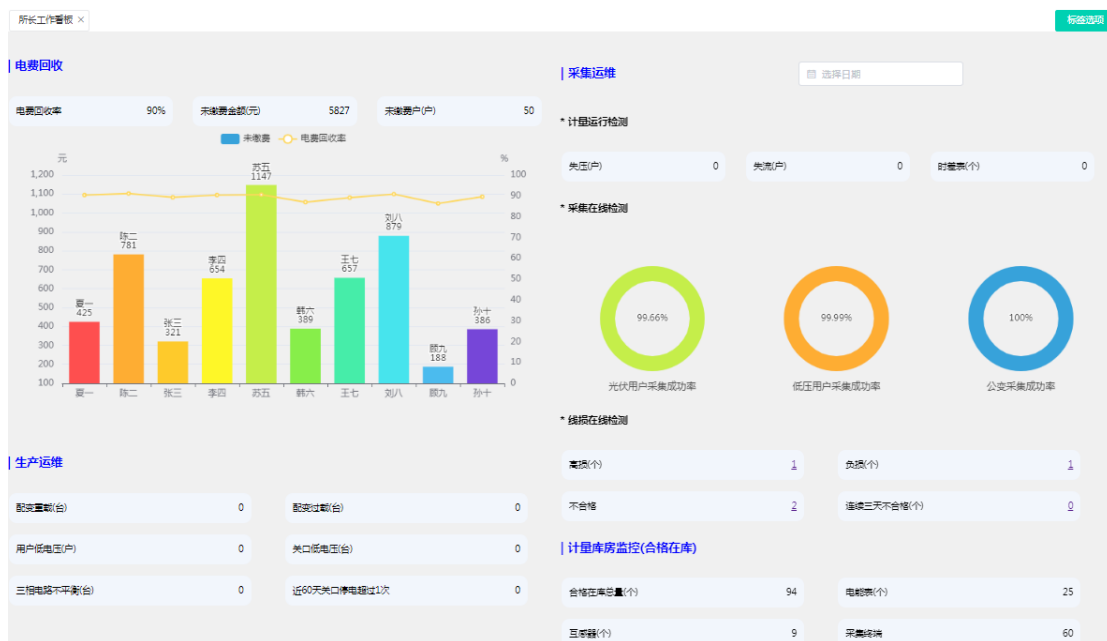 所长工作看板 ×
标签选项
电费回收
电费回收率 90%
未缴费金额(元) 5827
未缴费户(户) 50
未缴费 电费回收率
元 %
1,200
1,100
1,000
900
800
700
600
500
400
300
200
100
100
90
80
70
60
50
40
30
20
10
0
夏一
425
陈二
781
张三
321
李四
654
苏五
1147
韩六
389
王七
657
刘八
879
顾九
188
孙十
386
夏一 陈二 张三 李四 苏五 韩六 王七 刘八 顾九 孙十
生产运维
配变重载(台) 0
配变过载(台) 0
用户低电压(户) 0
关口低电压(台) 0
三相电路不平衡(台) 0
近60天关口停电超过1次 0
采集运维
选择日期
* 计量运行检测
失压(户) 0
失流(户) 0
时差表(个) 0
* 采集在线检测
99.66%
99.99%
100%
光伏用户采集成功率
低压用户采集成功率
公变采集成功率
* 线损在线检测
高损(个) 1
负损(个) 1
不合格 2
连续三天不合格(个) 0
计量库房监控(合格在库)
合格在库总量(个) 94
电能表(个) 25
互感器(个) 9
采集终端 60